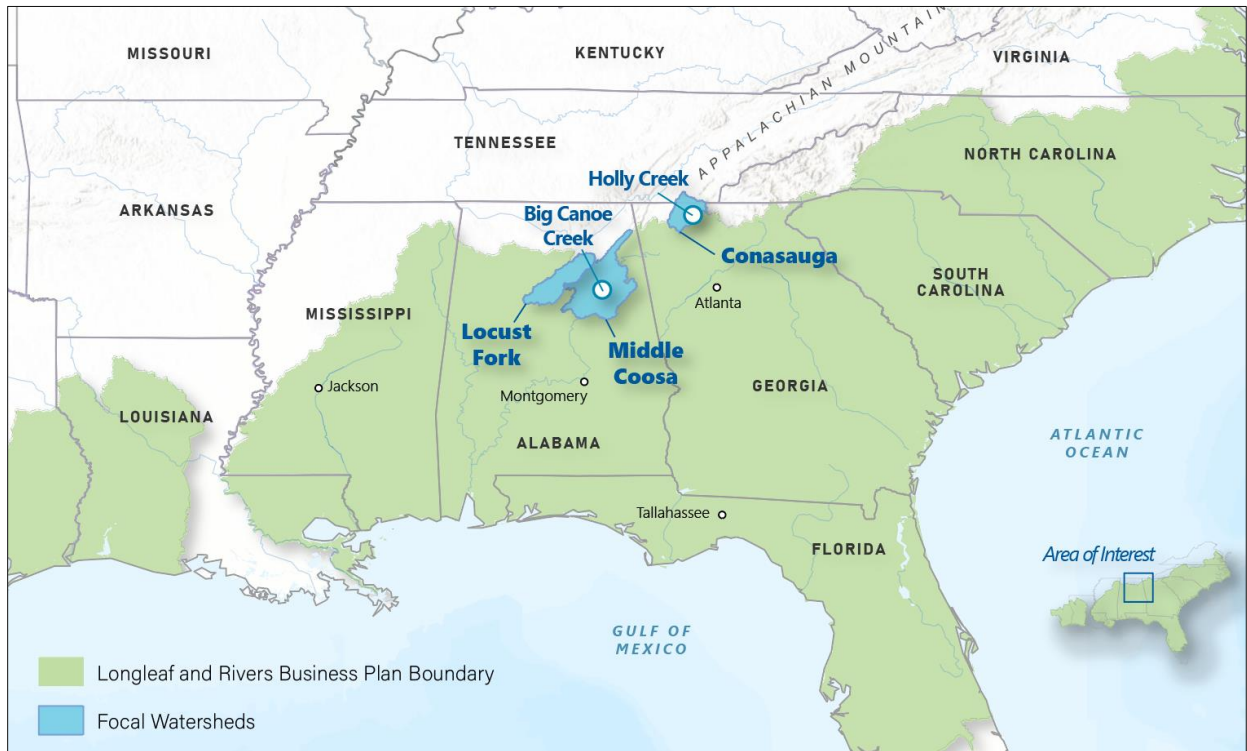 MISSOURI
KENTUCKY
VIRGINIA
APPALACHIAN MOUNTAIN
TENNESSEE
NORTH CAROLINA
ARKANSAS
Holly Creek
Big Canoe
Creek
Conasauga
SOUTH
CAROLINA
Atlanta
MISSISSIPPI
Locust
Fork
Middle
Coosa
Jackson
Montgomery
GEORGIA
LOUISIANA
ALABAMA
ATLANTIC
OCEAN
Tallahassee
FLORIDA
Area of Interest
GULF OF
MEXICO
Longleaf and Rivers Business Plan Boundary
Focal Watersheds